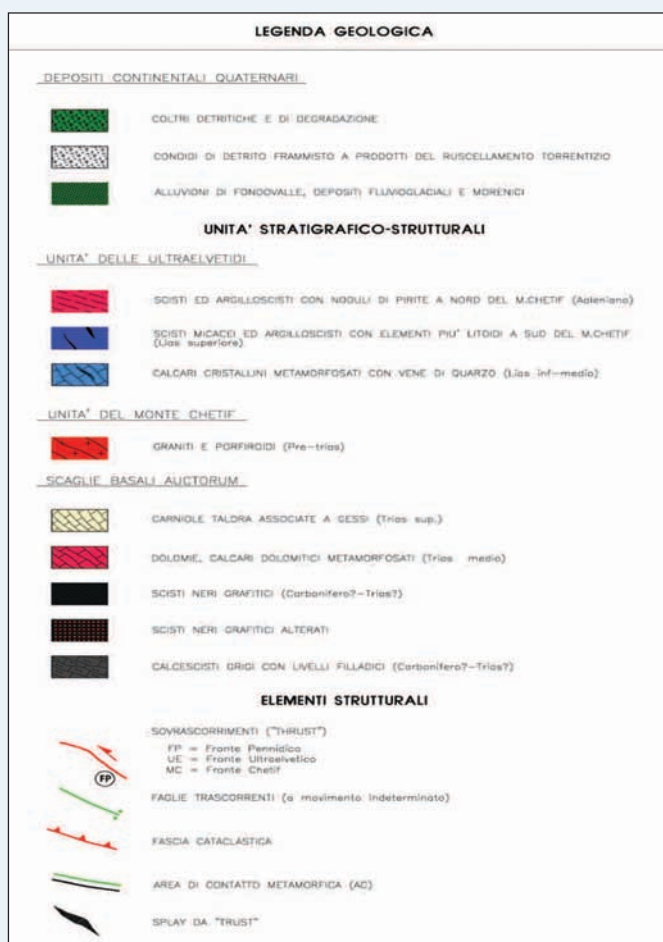 LEGENDA GEOLOGICA
DEPOSITI CONTINENTALI QUATERNARI
COLTRI DETRITICHE E DI DEGRADAZIONE
CONOIDI DI DETRITO FRAMMISTO A PRODOTTI DEL RUSCELLAMENTO TORRENTIZIO
ALLUVIONI DI FONDOVALLE, DEPOSITI FLUVIOGLACIALI E MORENICI
UNITA' STRATIGRAFICO-STRUTTURALI
UNITA' DELLE ULTRAELVETIDI
SCISTI ED ARGILLOSCISTI CON NODULI DI PIRITE A NORD DEL M.CHETIF (Aaleniano)
SCISTI MICACEI ED ARGILLOSCISTI CON ELEMENTI PIU' LITOIDI A SUD DEL M.CHETIF
(Lias superiore)
CALCARI CRISTALLINI METAMORFOSATI CON VENE DI QUARZO (Lias inf-medio)
UNITA' DEL MONTE CHETIF
GRANITI E PORFIROIDI (Pre-trias)
SCAGLIE BASALI AUCTORUM
CARNIOLE TALORA ASSOCIATE A GESSI (Trias sup.)
DOLOMIE, CALCARI DOLOMITICI METAMORFOSATI (Trias medio)
SCISTI NERI GRAFITICI (Carbonifero?-Trias?)
SCISTI NERI GRAFITICI ALTERATI
CALCESCISTI GRIGI CON LIVELLI FILLADICI (Carbonifero?-Trias?)
ELEMENTI STRUTTURALI
SOVRASCORRIMENTI ("THRUST")
FP = Fronte Pennidico
UE = Fronte Ultraelvetico
MC = Fronte Chetif
FP
FAGLIE TRASCORRENTI (a movimento indeterminato)
FASCIA CATACLASTICA
AREA DI CONTATTO METAMORFICA (AC)
SPLAY DA "TRUST"